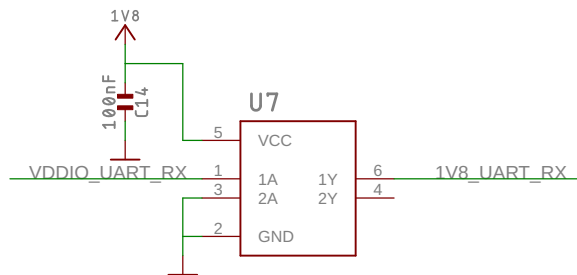 1V8
100nF
C14
U7
5 VCC
VDDIO_UART_RX 1 1A 1Y 6 1V8_UART_RX
3 2A 2Y 4
2 GND